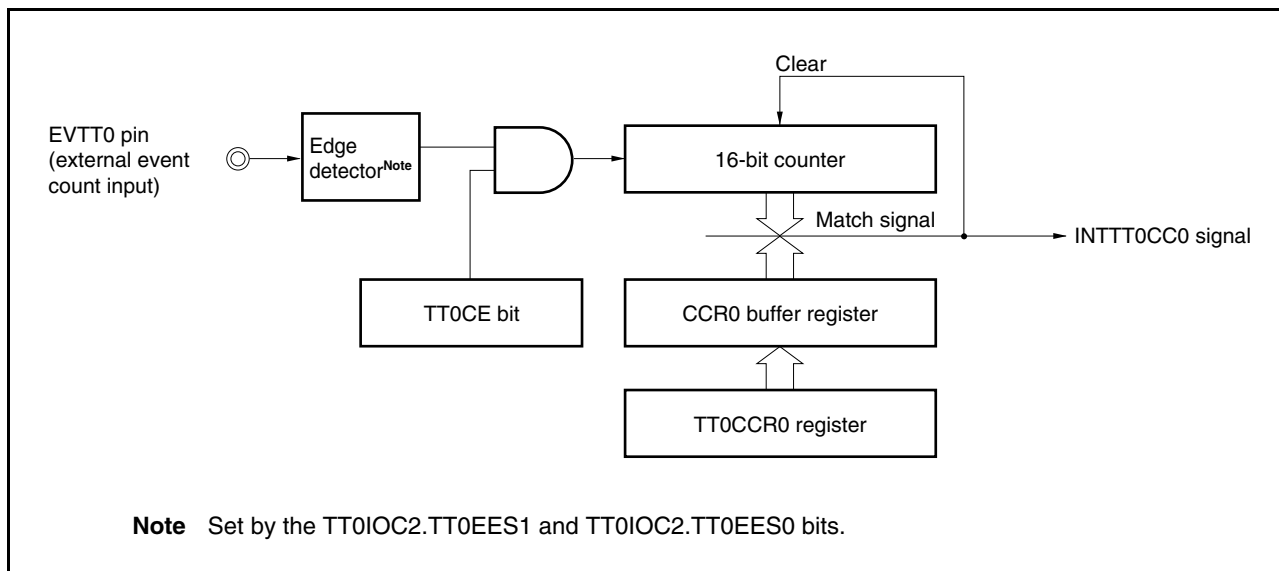 Clear
EVTT0 pin
(external event
count input)
Edge
detectorNote
16-bit counter
Match signal
INTTT0CC0 signal
TT0CE bit
CCR0 buffer register
TT0CCR0 register
Note Set by the TT0IOC2.TT0EES1 and TT0IOC2.TT0EES0 bits.